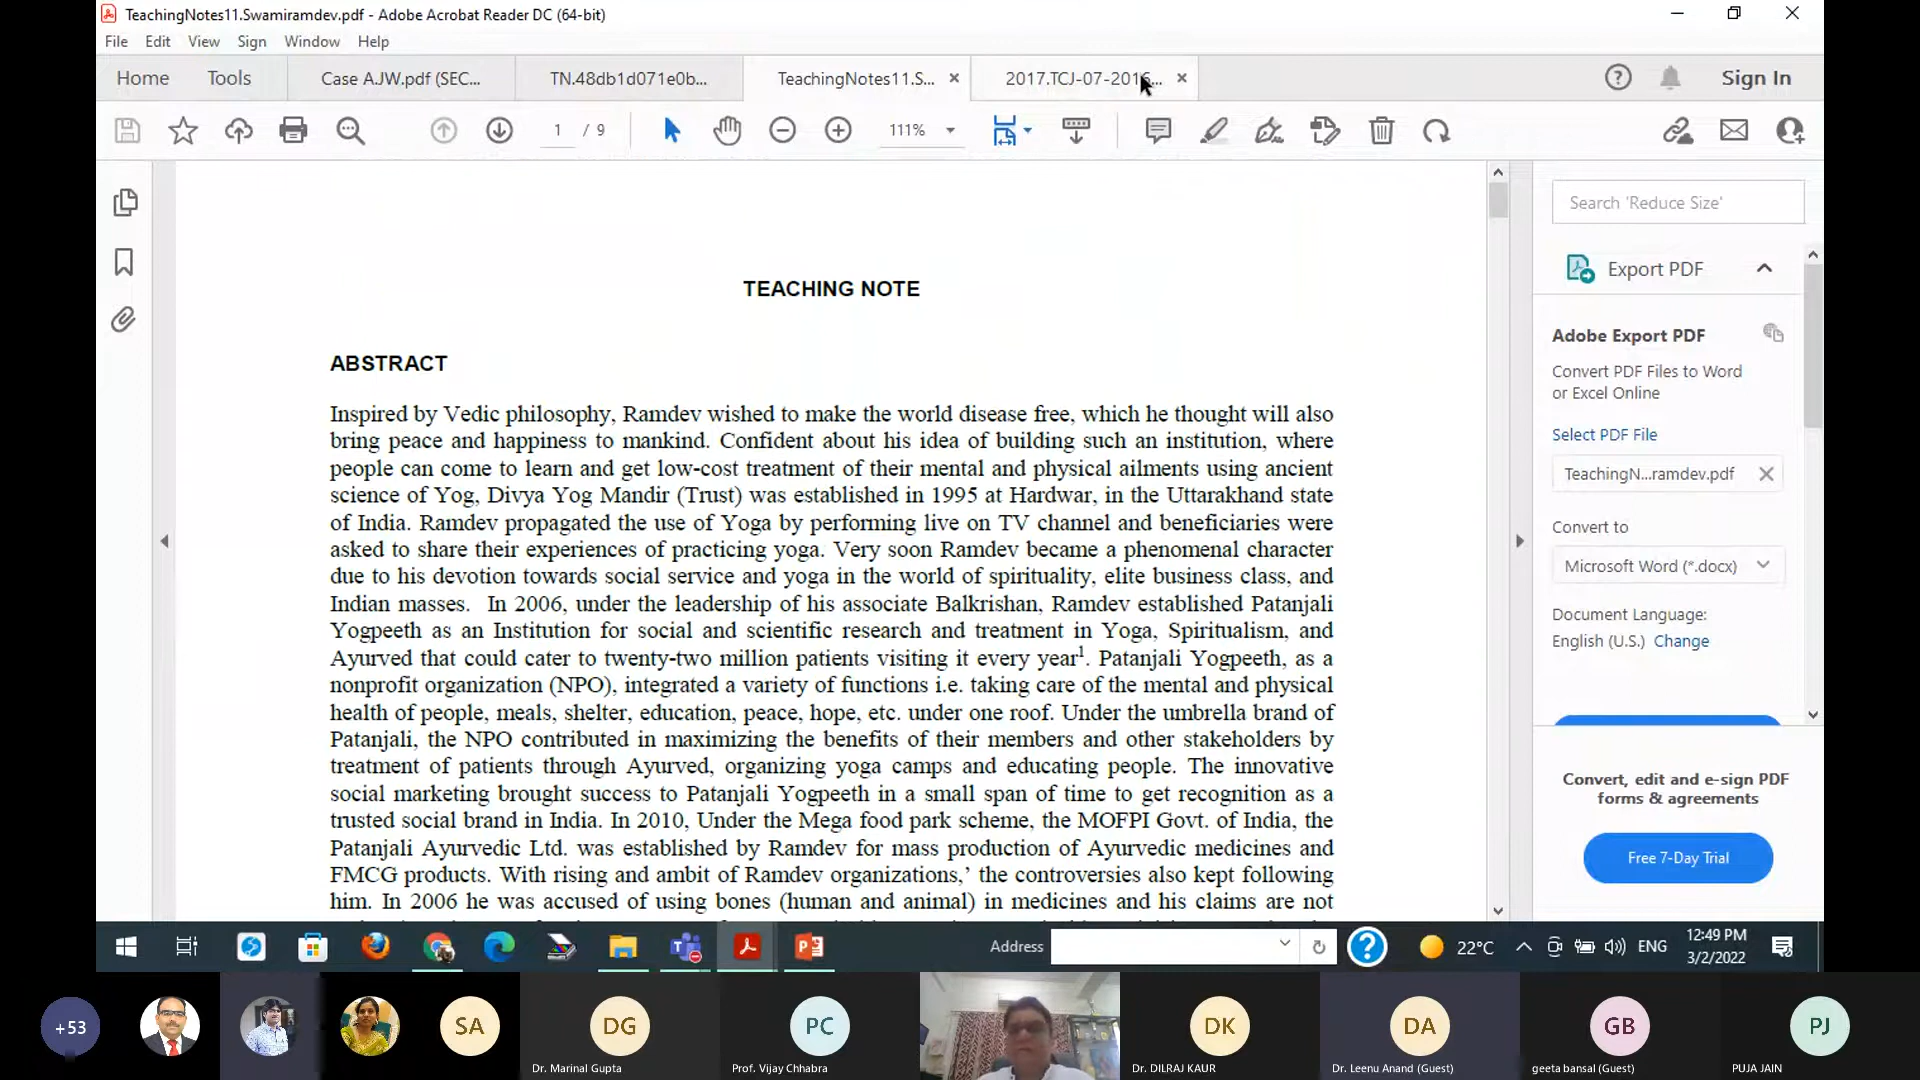 TeachingNotes11.Swamiramdev.pdf - Adobe Acrobat Reader DC (64-bit)
File Edit View Sign Window Help
Home Tools Case AJW.pdf (SEC... TN.48db1d071e0b... TeachingNotes11.S... 2017.TCJ-07-2016... Sign In
1 / 9 111%
Search 'Reduce Size'
Export PDF
Adobe Export PDF
Convert PDF Files to Word
or Excel Online
Select PDF File
TeachingN...ramdev.pdf
Convert to
Microsoft Word (*.docx)
Document Language:
English (U.S.) Change
Convert, edit and e-sign PDF
forms & agreements
Free 7-Day Trial
TEACHING NOTE
ABSTRACT
Inspired by Vedic philosophy, Ramdev wished to make the world disease free, which he thought will also
bring peace and happiness to mankind. Confident about his idea of building such an institution, where
people can come to learn and get low-cost treatment of their mental and physical ailments using ancient
science of Yog, Divya Yog Mandir (Trust) was established in 1995 at Hardwar, in the Uttarakhand state
of India. Ramdev propagated the use of Yoga by performing live on TV channel and beneficiaries were
asked to share their experiences of practicing yoga. Very soon Ramdev became a phenomenal character
due to his devotion towards social service and yoga in the world of spirituality, elite business class, and
Indian masses. In 2006, under the leadership of his associate Balkrishan, Ramdev established Patanjali
Yogpeeth as an Institution for social and scientific research and treatment in Yoga, Spiritualism, and
Ayurved that could cater to twenty-two million patients visiting it every year1. Patanjali Yogpeeth, as a
nonprofit organization (NPO), integrated a variety of functions i.e. taking care of the mental and physical
health of people, meals, shelter, education, peace, hope, etc. under one roof. Under the umbrella brand of
Patanjali, the NPO contributed in maximizing the benefits of their members and other stakeholders by
treatment of patients through Ayurved, organizing yoga camps and educating people. The innovative
social marketing brought success to Patanjali Yogpeeth in a small span of time to get recognition as a
trusted social brand in India. In 2010, Under the Mega food park scheme, the MOFPI Govt. of India, the
Patanjali Ayurvedic Ltd. was established by Ramdev for mass production of Ayurvedic medicines and
FMCG products. With rising and ambit of Ramdev organizations,’ the controversies also kept following
him. In 2006 he was accused of using bones (human and animal) in medicines and his claims are not
Address 22°C ENG 12:49 PM
3/2/2022
+53 SA DG PC DK DA GB PJ
Dr. Marinal Gupta Prof. Vijay Chhabra Dr. DILRAJ KAUR Dr. Leenu Anand (Guest) geeta bansal (Guest) PUJA JAIN